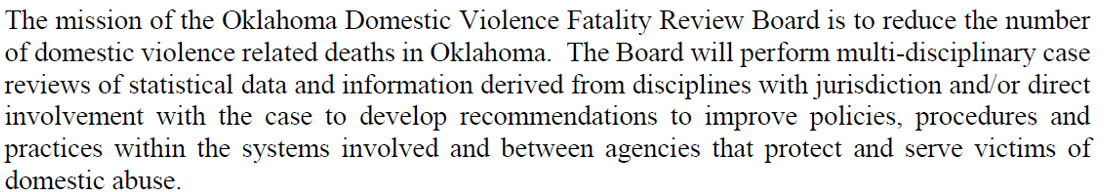 The mission of the Oklahoma Domestic Violence Fatality Review Board is to reduce the number
of domestic violence related deaths in Oklahoma.  The Board will perform multi-disciplinary case
reviews of statistical data and information derived from disciplines with jurisdiction and/or direct
involvement with the case to develop recommendations to improve policies, procedures and
practices within the systems involved and between agencies that protect and serve victims of
domestic abuse.